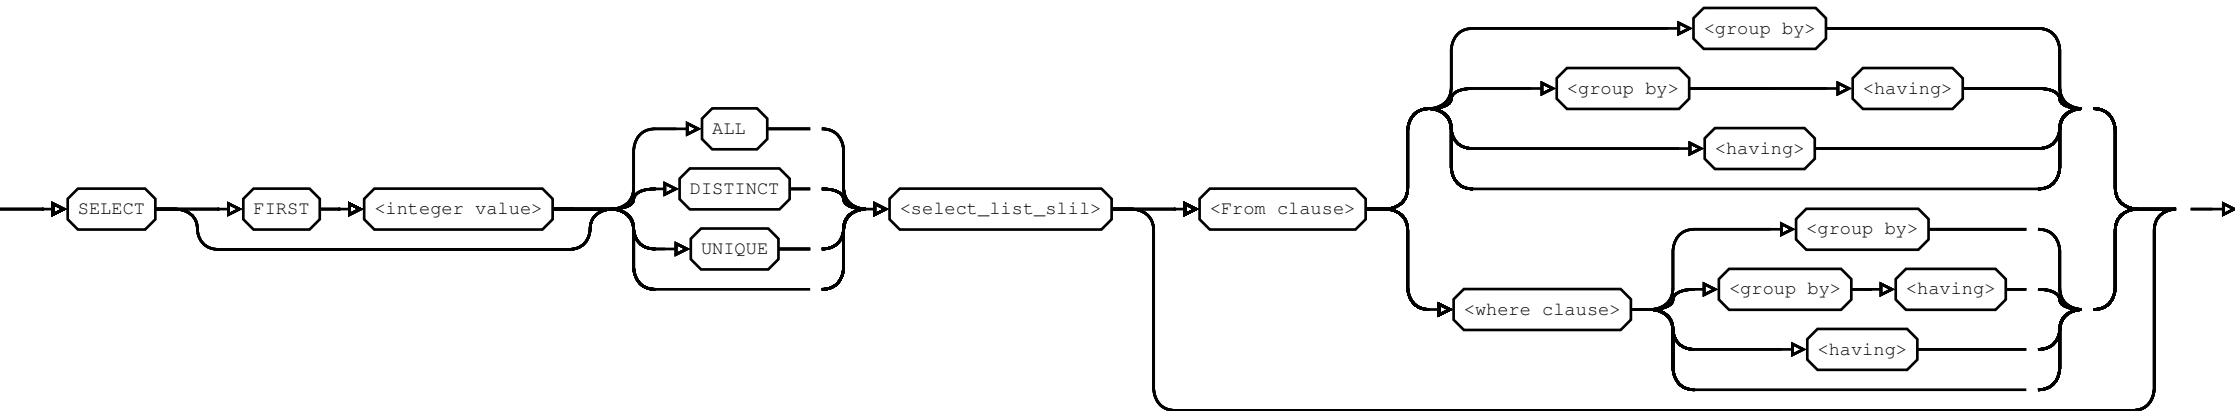 SELECT
FIRST
<integer value>
ALL
DISTINCT
UNIQUE
<select_list_slil>
<From clause>
<group by>
<group by>
<having>
<having>
<where clause>
<group by>
<group by>
<having>
<having>